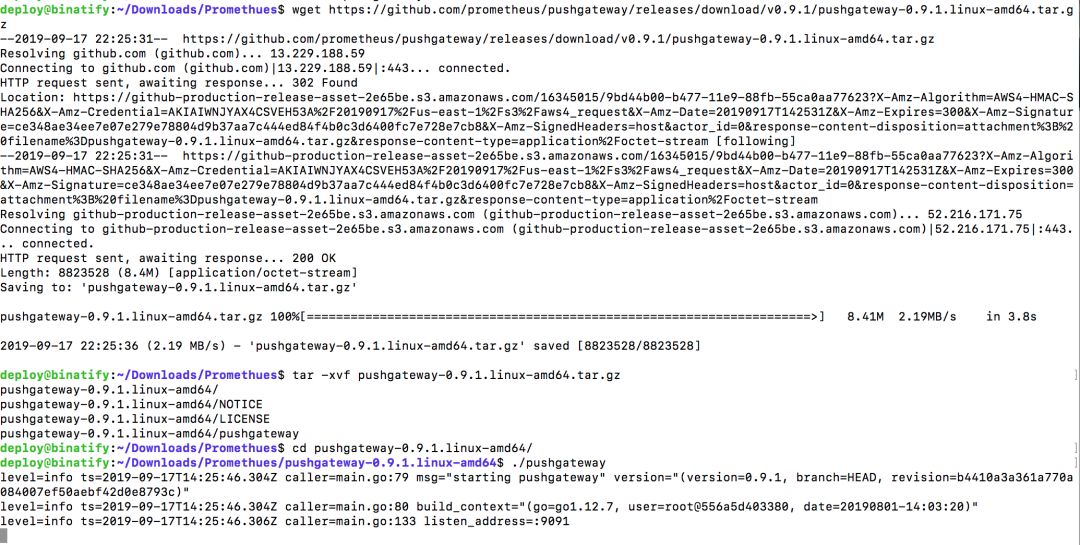 deploy@binatify:~/Downloads/Promethues$ wget https://github.com/prometheus/pushgateway/releases/download/v0.9.1/pushgateway-0.9.1.linux-amd64.tar.g
z
--2019-09-17 22:25:31--  https://github.com/prometheus/pushgateway/releases/download/v0.9.1/pushgateway-0.9.1.linux-amd64.tar.gz
Resolving github.com (github.com)... 13.229.188.59
Connecting to github.com (github.com)|13.229.188.59|:443... connected.
HTTP request sent, awaiting response... 302 Found
Location: https://github-production-release-asset-2e65be.s3.amazonaws.com/16345015/9bd44b00-b477-11e9-88fb-55ca0aa77623?X-Amz-Algorithm=AWS4-HMAC-S
HA256&X-Amz-Credential=AKIAIWNJYAX4CSVEH53A%2F20190917%2Fus-east-1%2Fs3%2Faws4_request&X-Amz-Date=20190917T142531Z&X-Amz-Expires=300&X-Amz-Signatur
e=ce348ae34ee7e07e279e78804d9b37aa7c444ed84f4b0c3d6400fc7e728e7cb8&X-Amz-SignedHeaders=host&actor_id=0&response-content-disposition=attachment%3B%2
0filename%3Dpushgateway-0.9.1.linux-amd64.tar.gz&response-content-type=application%2Foctet-stream [following]
--2019-09-17 22:25:31--  https://github-production-release-asset-2e65be.s3.amazonaws.com/16345015/9bd44b00-b477-11e9-88fb-55ca0aa77623?X-Amz-Algori
thm=AWS4-HMAC-SHA256&X-Amz-Credential=AKIAIWNJYAX4CSVEH53A%2F20190917%2Fus-east-1%2Fs3%2Faws4_request&X-Amz-Date=20190917T142531Z&X-Amz-Expires=300
&X-Amz-Signature=ce348ae34ee7e07e279e78804d9b37aa7c444ed84f4b0c3d6400fc7e728e7cb8&X-Amz-SignedHeaders=host&actor_id=0&response-content-disposition=
attachment%3B%20filename%3Dpushgateway-0.9.1.linux-amd64.tar.gz&response-content-type=application%2Foctet-stream
Resolving github-production-release-asset-2e65be.s3.amazonaws.com (github-production-release-asset-2e65be.s3.amazonaws.com)... 52.216.171.75
Connecting to github-production-release-asset-2e65be.s3.amazonaws.com (github-production-release-asset-2e65be.s3.amazonaws.com)|52.216.171.75|:443.
.. connected.
HTTP request sent, awaiting response... 200 OK
Length: 8823528 (8.4M) [application/octet-stream]
Saving to: 'pushgateway-0.9.1.linux-amd64.tar.gz'
pushgateway-0.9.1.linux-amd64.tar.gz 100%[=====================================================================>]   8.41M  2.19MB/s    in 3.8s
2019-09-17 22:25:36 (2.19 MB/s) - 'pushgateway-0.9.1.linux-amd64.tar.gz' saved [8823528/8823528]
deploy@binatify:~/Downloads/Promethues$ tar -xvf pushgateway-0.9.1.linux-amd64.tar.gz
pushgateway-0.9.1.linux-amd64/
pushgateway-0.9.1.linux-amd64/NOTICE
pushgateway-0.9.1.linux-amd64/LICENSE
pushgateway-0.9.1.linux-amd64/pushgateway
deploy@binatify:~/Downloads/Promethues$ cd pushgateway-0.9.1.linux-amd64/
deploy@binatify:~/Downloads/Promethues/pushgateway-0.9.1.linux-amd64$ ./pushgateway
level=info ts=2019-09-17T14:25:46.304Z caller=main.go:79 msg="starting pushgateway" version="(version=0.9.1, branch=HEAD, revision=b4410a3a361a770a
084007ef50aebf42d0e8793c)"
level=info ts=2019-09-17T14:25:46.304Z caller=main.go:80 build_context="(go=go1.12.7, user=root@556a5d403380, date=20190801-14:03:20)"
level=info ts=2019-09-17T14:25:46.306Z caller=main.go:133 listen_address=:9091